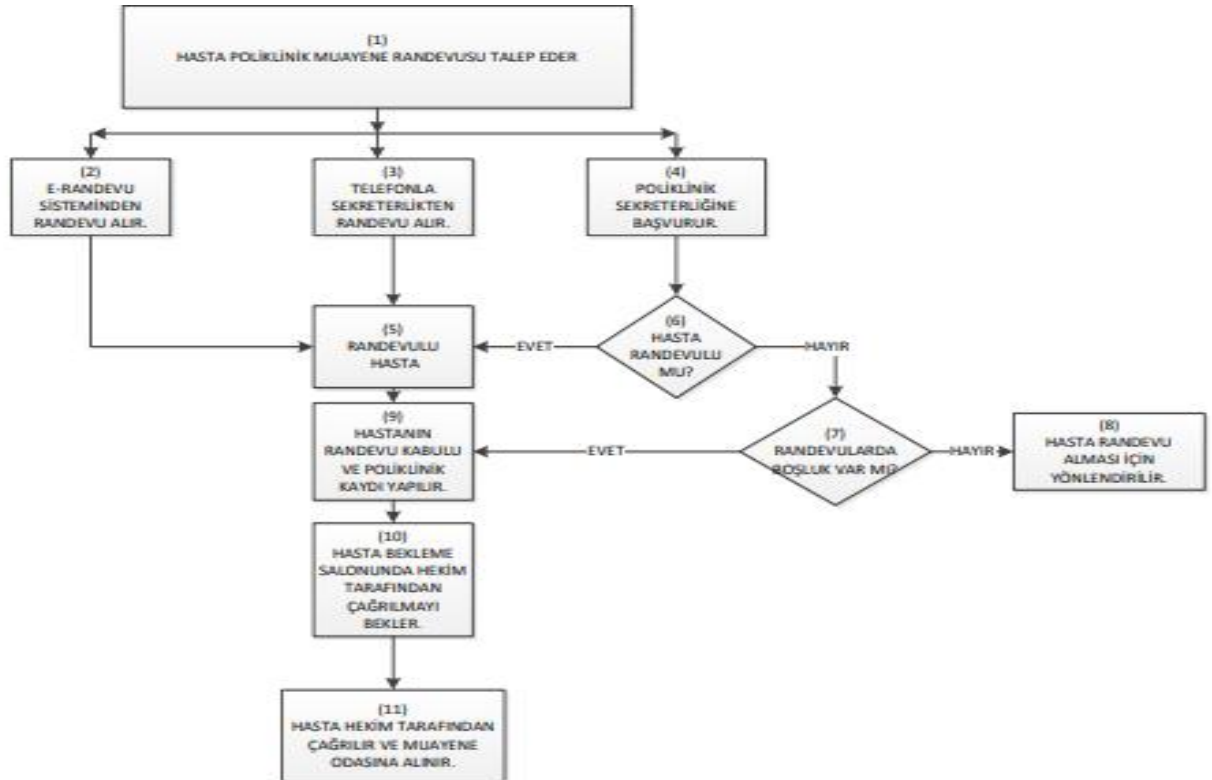 (1)
HASTA POLİKLİNİK MUAYENE RANDEVUSU TALEP EDER
(2)
E-RANDEVU
SİSTEMİNDEN
RANDEVU ALIR.
(3)
TELEFONLA
SEKRETERLİKTEN
RANDEVU ALIR.
(4)
POLİKLİNİK
SEKRETERLİĞİNE
BAŞVURUR.
(5)
RANDEVULU
HASTA
EVET
(6)
HASTA
RANDEVULU
MU?
HAYIR
(9)
HASTANIN
RANDEVU KABULU
VE POLİKLİNİK
KAYDI YAPILIR.
EVET
(7)
RANDEVULARDA
BOŞLUK VAR MI?
HAYIR
(8)
HASTA RANDEVU
ALMASI İÇİN
YÖNLENDİRİLİR.
(10)
HASTA BEKLEME
SALONUNDA HEKİM
TARAFINDAN
ÇAĞRILMAYI
BEKLER.
(11)
HASTA HEKİM TARAFINDAN
ÇAĞRILIR VE MUAYENE
ODASINA ALINIR.